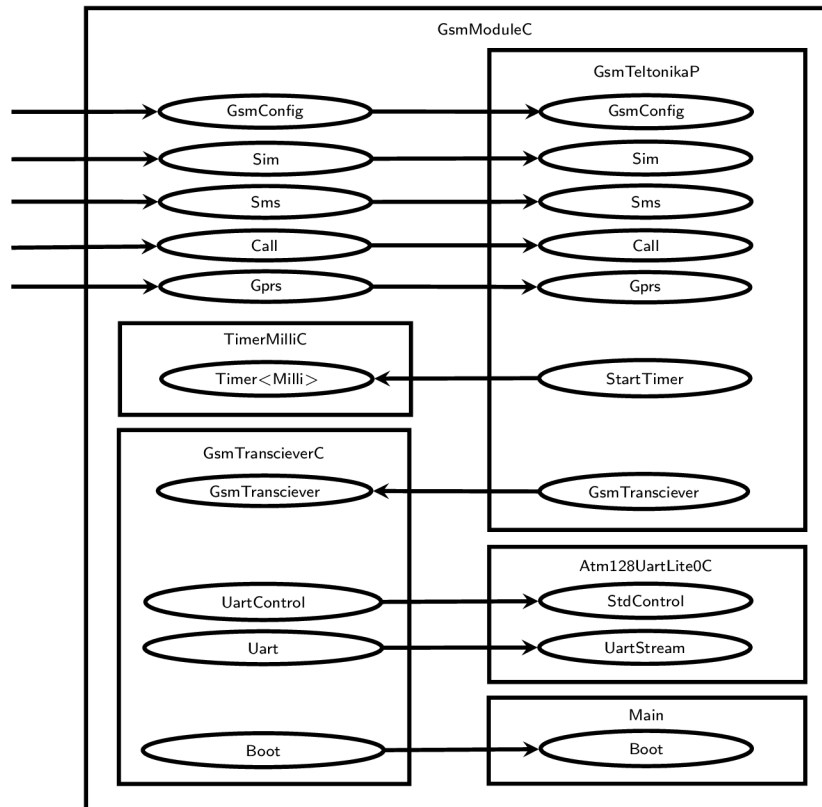 GsmModuleC
GsmTeltonikaP
GsmConfig
GsmConfig
Sim
Sim
Sms
Sms
Call
Call
Gprs
Gprs
TimerMilliC
Timer<Milli>
StartTimer
GsmTranscieverC
GsmTransciever
GsmTransciever
Atm128UartLite0C
UartControl
StdControl
Uart
UartStream
Main
Boot
Boot